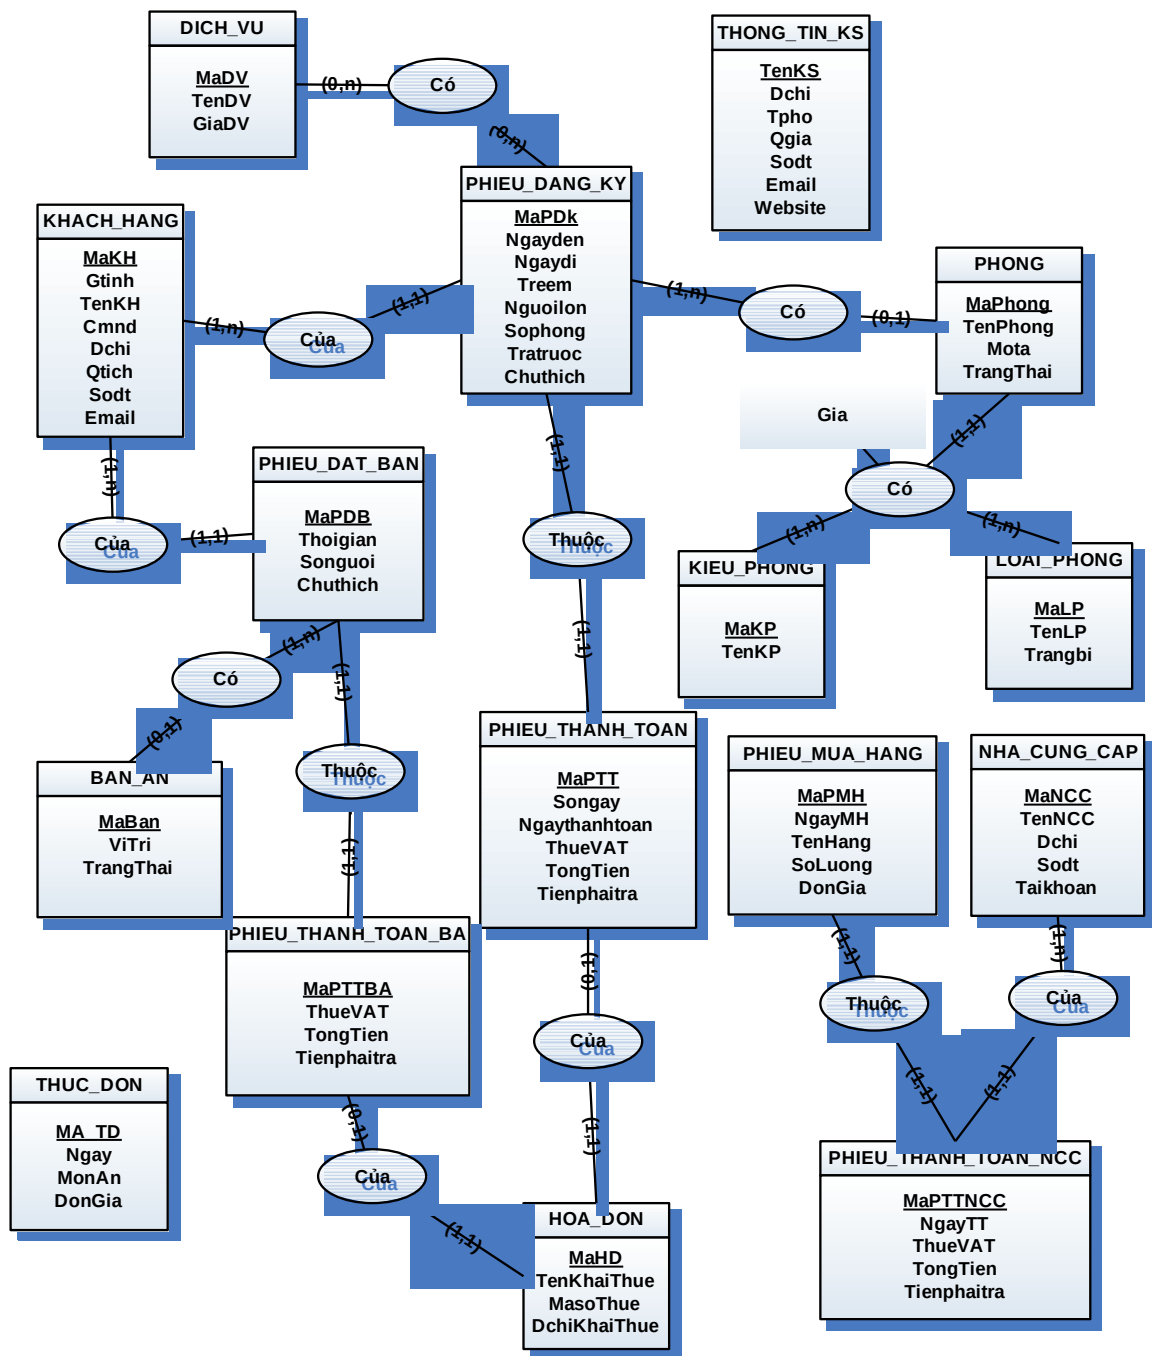 DICH_VU
MaDV
TenDV
GiaDV
(0,n)
Có
(0,n)
THONG_TIN_KS
TenKS
Dchi
Tpho
Qgia
Sodt
Email
Website
KHACH_HANG
MaKH
Gtinh
TenKH
Cmnd
Dchi
Qtich
Sodt
Email
(1,n)
Của
(1,1)
PHIEU_DANG_KY
MaPDk
Ngayden
Ngaydi
Treem
Nguoilon
Sophong
Tratruoc
Chuthich
(1,n)
Có
(0,1)
PHONG
MaPhong
TenPhong
Mota
TrangThai
Gia
(1,1)
Có
(1,n)
(1,n)
KIEU_PHONG
MaKP
TenKP
LOAI_PHONG
MaLP
TenLP
Trangbi
(1,n)
Của
(1,1)
PHIEU_DAT_BAN
MaPDB
Thoigian
Songuoi
Chuthich
(1,1)
Thuộc
(1,1)
(1,n)
Có
(0,1)
(1,1)
Thuộc
(1,1)
BAN_AN
MaBan
ViTri
TrangThai
PHIEU_THANH_TOAN
MaPTT
Songay
Ngaythanhtoan
ThueVAT
TongTien
Tienphaitra
PHIEU_MUA_HANG
MaPMH
NgayMH
TenHang
SoLuong
DonGia
NHA_CUNG_CAP
MaNCC
TenNCC
Dchi
Sodt
Taikhoan
PHIEU_THANH_TOAN_BA
MaPTTBA
ThueVAT
TongTien
Tienphaitra
(0,1)
Của
(1,1)
(1,1)
Thuộc
(1,1)
(1,n)
Của
(1,1)
THUC_DON
MA_TD
Ngay
MonAn
DonGia
(0,1)
Của
(1,1)
HOA_DON
MaHD
TenKhaiThue
MasoThue
DchiKhaiThue
PHIEU_THANH_TOAN_NCC
MaPTTNCC
NgayTT
ThueVAT
TongTien
Tienphaitra